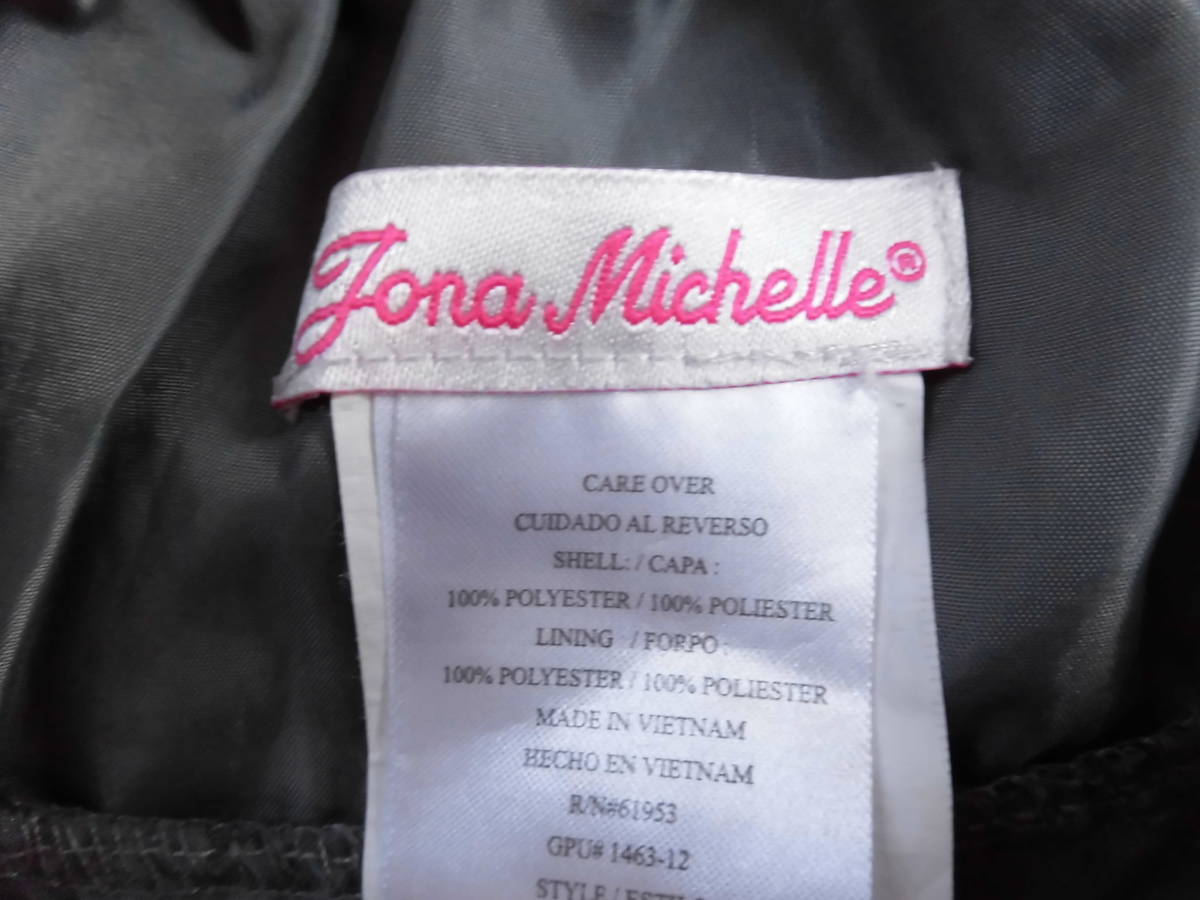 Jona Michelle®
CARE OVER
CUIDADO AL REVERSO
SHELL: / CAPA :
100% POLYESTER / 100% POLIESTER
LINING / FORPO :
100% POLYESTER / 100% POLIESTER
MADE IN VIETNAM
HECHO EN VIETNAM
R/N#61953
GPU# 1463-12
STYLE /